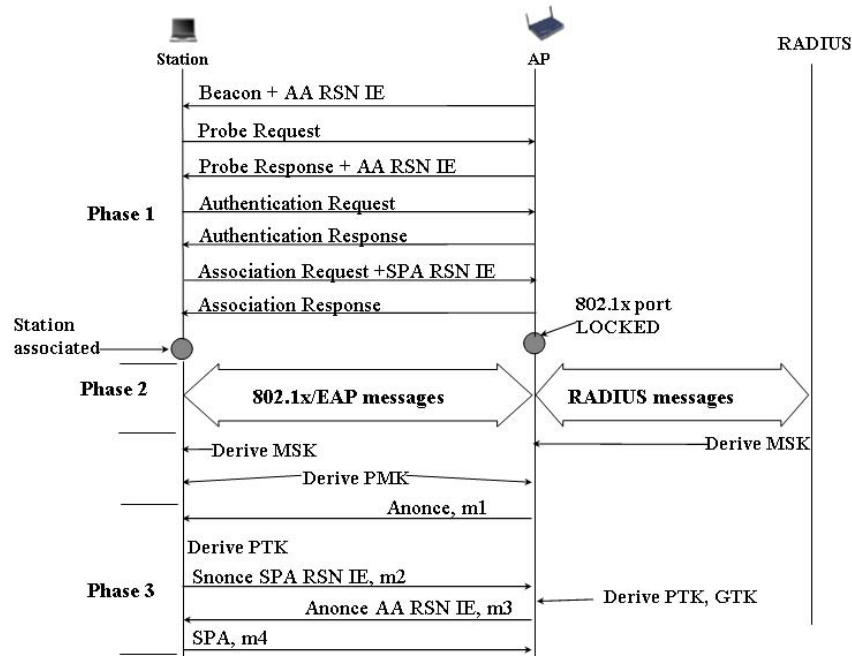 Station
AP
RADIUS
Beacon + AA RSN IE
Probe Request
Probe Response + AA RSN IE
Phase 1
Authentication Request
Authentication Response
Association Request +SPA RSN IE
Association Response
802.1x port
LOCKED
Station
associated
Phase 2
802.1x/EAP messages
RADIUS messages
Derive MSK
Derive MSK
Derive PMK
Anonce, m1
Derive PTK
Phase 3
Snonce SPA RSN IE, m2
Anonce AA RSN IE, m3
Derive PTK, GTK
SPA, m4